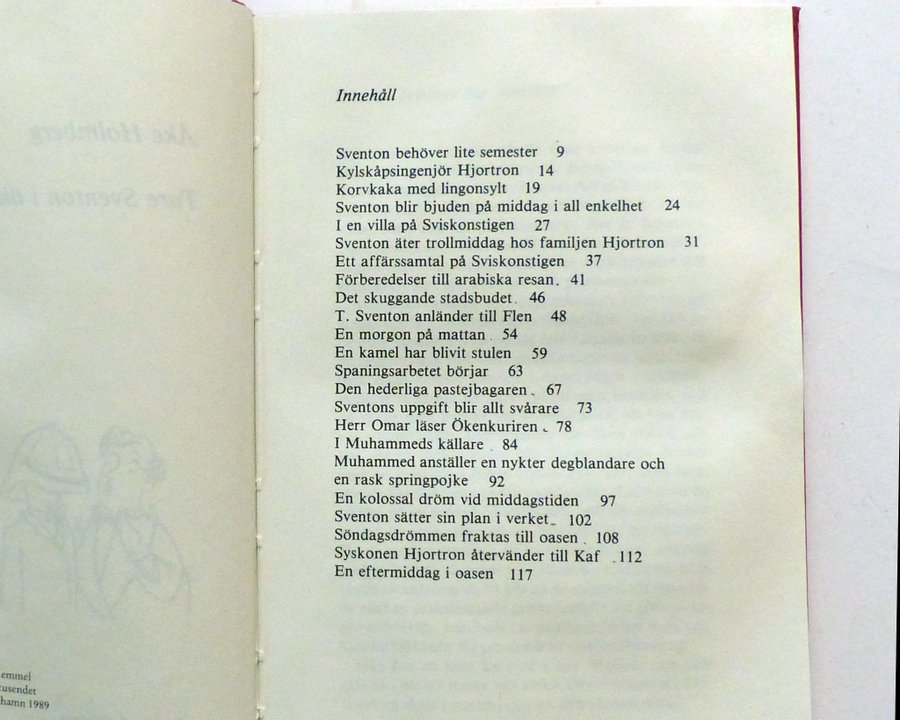 emmel
tusendet
hamn 1989
Innehåll
Sventon behöver lite semester 9
Kylskåpsingenjör Hjortron 14
Korvkaka med lingonsylt 19
Sventon blir bjuden på middag i all enkelhet 24
I en villa på Sviskonstigen 27
Sventon äter trollmiddag hos familjen Hjortron 31
Ett affärssamtal på Sviskonstigen 37
Förberedelser till arabiska resan. 41
Det skuggande stadsbudet. 46
T. Sventon anländer till Flen 48
En morgon på mattan. 54
En kamel har blivit stulen 59
Spaningsarbetet börjar 63
Den hederliga pastejbagaren. 67
Sventons uppgift blir allt svårare 73
Herr Omar läser Ökenkuriren. 78
I Muhammeds källare. 84
Muhammed anställer en nykter degblandare och
en rask springpojke 92
En kolossal dröm vid middagstiden 97
Sventon sätter sin plan i verket. 102
Söndagsdrömmen fraktas till oasen. 108
Syskonen Hjortron återvänder till Kaf .112
En eftermiddag i oasen 117